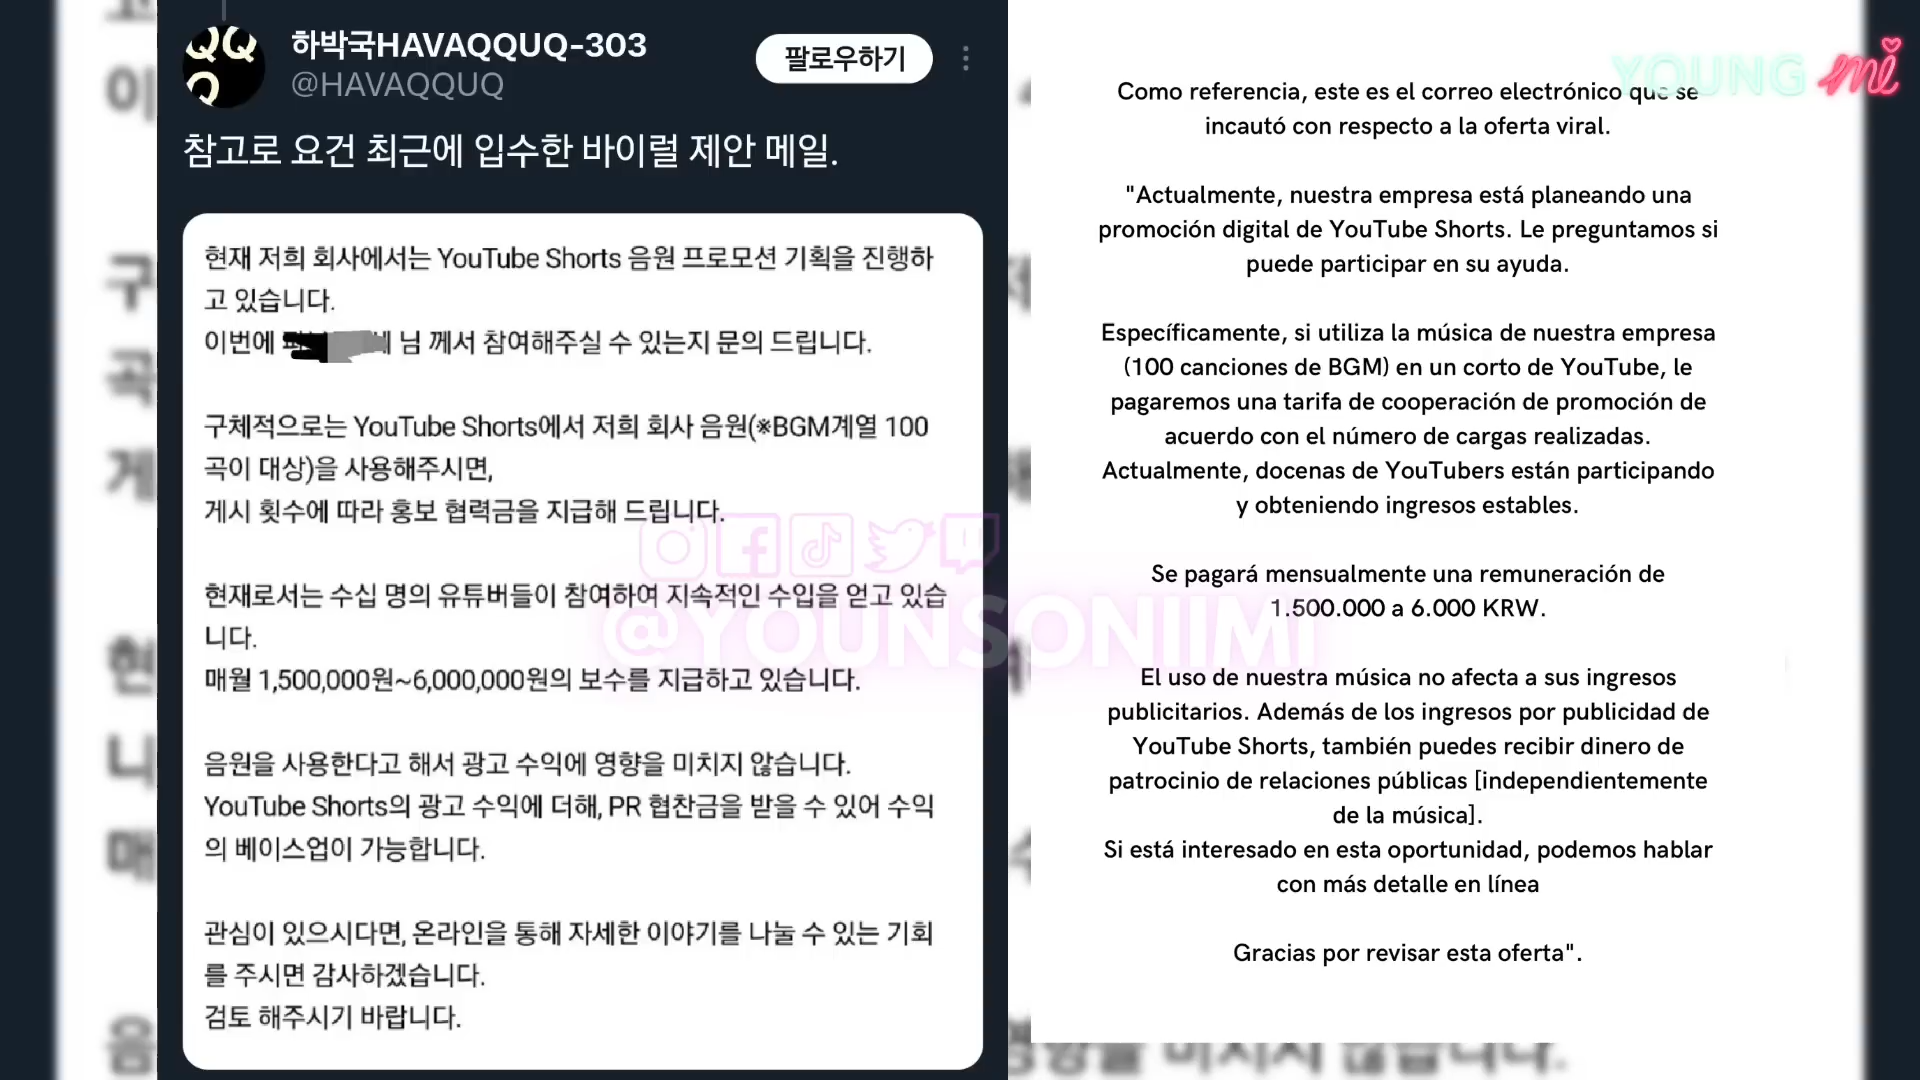 하박국HAVAQQUQ-303
@HAVAQQUQ
팔로우하기
참고로 요건 최근에 입수한 바이럴 제안 메일.
현재 저희 회사에서는 YouTube Shorts 음원 프로모션 기획을 진행하
고 있습니다.
이번에 님 께서 참여해주실 수 있는지 문의 드립니다.
구체적으로는 YouTube Shorts에서 저희 회사 음원(※BGM계열 100
곡이 대상)을 사용해주시면,
게시 횟수에 따라 홍보 협력금을 지급해 드립니다.
현재로서는 수십 명의 유튜버들이 참여하여 지속적인 수입을 얻고 있습
니다.
매월 1,500,000원~6,000,000원의 보수를 지급하고 있습니다.
음원을 사용한다고 해서 광고 수익에 영향을 미치지 않습니다.
YouTube Shorts의 광고 수익에 더해, PR 협찬금을 받을 수 있어 수익
의 베이스업이 가능합니다.
관심이 있으시다면, 온라인을 통해 자세한 이야기를 나눌 수 있는 기회
를 주시면 감사하겠습니다.
검토 해주시기 바랍니다.
YOUNG mi
Como referencia, este es el correo electrónico que se
incautó con respecto a la oferta viral.
"Actualmente, nuestra empresa está planeando una
promoción digital de YouTube Shorts. Le preguntamos si
puede participar en su ayuda.
Específicamente, si utiliza la música de nuestra empresa
(100 canciones de BGM) en un corto de YouTube, le
pagaremos una tarifa de cooperación de promoción de
acuerdo con el número de cargas realizadas.
Actualmente, docenas de YouTubers están participando
y obteniendo ingresos estables.
Se pagará mensualmente una remuneración de
1.500.000 a 6.000 KRW.
El uso de nuestra música no afecta a sus ingresos
publicitarios. Además de los ingresos por publicidad de
YouTube Shorts, también puedes recibir dinero de
patrocinio de relaciones públicas [independientemente
de la música].
Si está interesado en esta oportunidad, podemos hablar
con más detalle en línea
Gracias por revisar esta oferta".
@YOUNSONIIMI